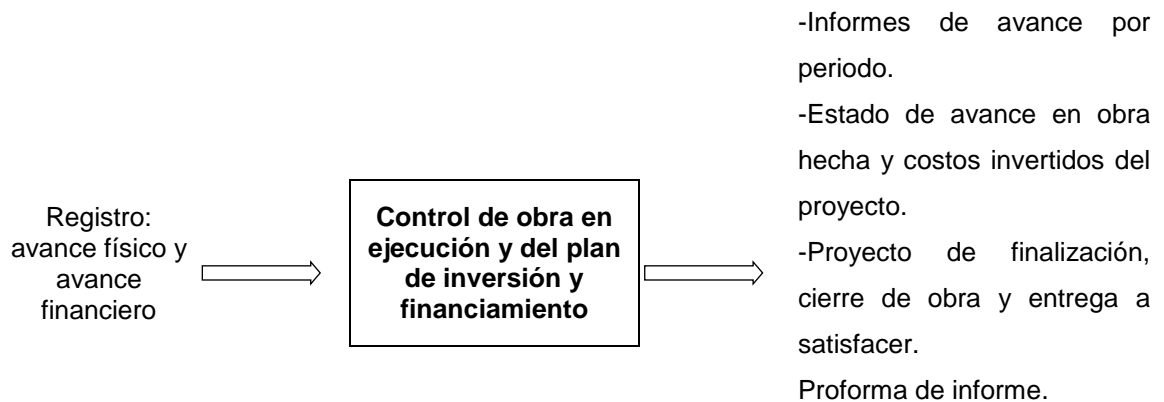 Registro:
avance físico y
avance
financiero
Control de obra en
ejecución y del plan
de inversión y
financiamiento
-Informes de avance por
periodo.
-Estado de avance en obra
hecha y costos invertidos del
proyecto.
-Proyecto de finalización,
cierre de obra y entrega a
satisfacer.
Proforma de informe.